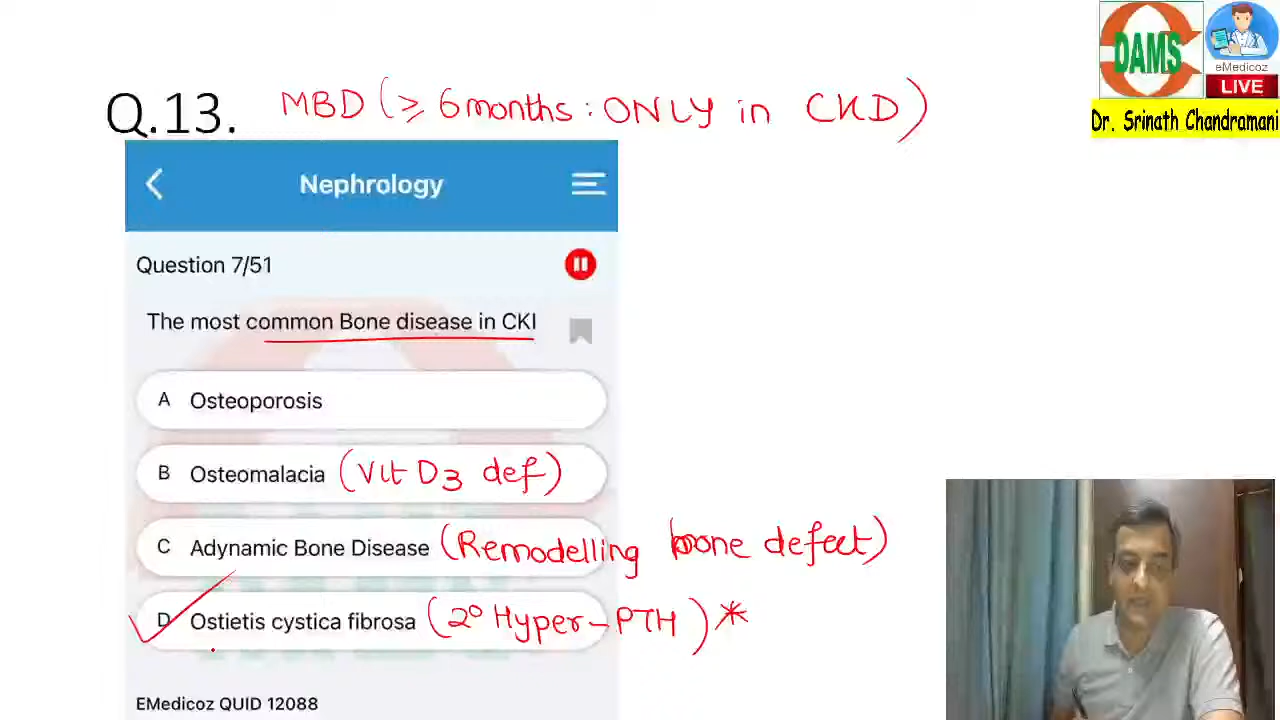 DAMS
eMedicoz
LIVE
Dr. Srinath Chandramani
Q.13. MBD (≥ 6 months : ONLY in CKD)
Nephrology
Question 7/51
The most common Bone disease in CKI
A Osteoporosis
B Osteomalacia (Vit D3 def)
C Adynamic Bone Disease (Remodelling bone defect)
D Ostietis cystica fibrosa (2° Hyper-PTH) *
EMedicoz QUID 12088